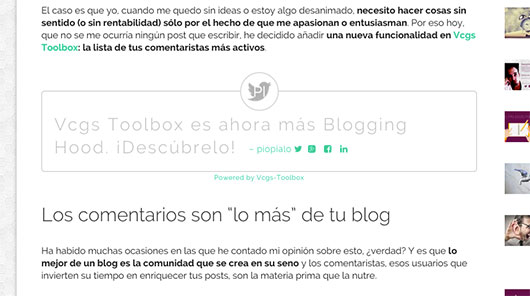 El caso es que yo, cuando me quedo sin ideas o estoy algo desanimado, necesito hacer cosas sin
sentido (o sin rentabilidad) sólo por el hecho de que me apasionan o entusiasman. Por eso hoy,
que no se me ocurría ningún post que escribir, he decidido añadir una nueva funcionalidad en Vcgs
Toolbox: la lista de tus comentaristas más activos.
Vcgs Toolbox es ahora más Blogging
Hood. ¡Descúbrelo! – píopíalo
Powered by Vcgs-Toolbox
Los comentarios son “lo más” de tu blog
Ha habido muchas ocasiones en las que he contado mi opinión sobre esto, ¿verdad? Y es que lo
mejor de un blog es la comunidad que se crea en su seno y los comentaristas, esos usuarios que
invierten su tiempo en enriquecer tus posts, son la materia prima que la nutre.